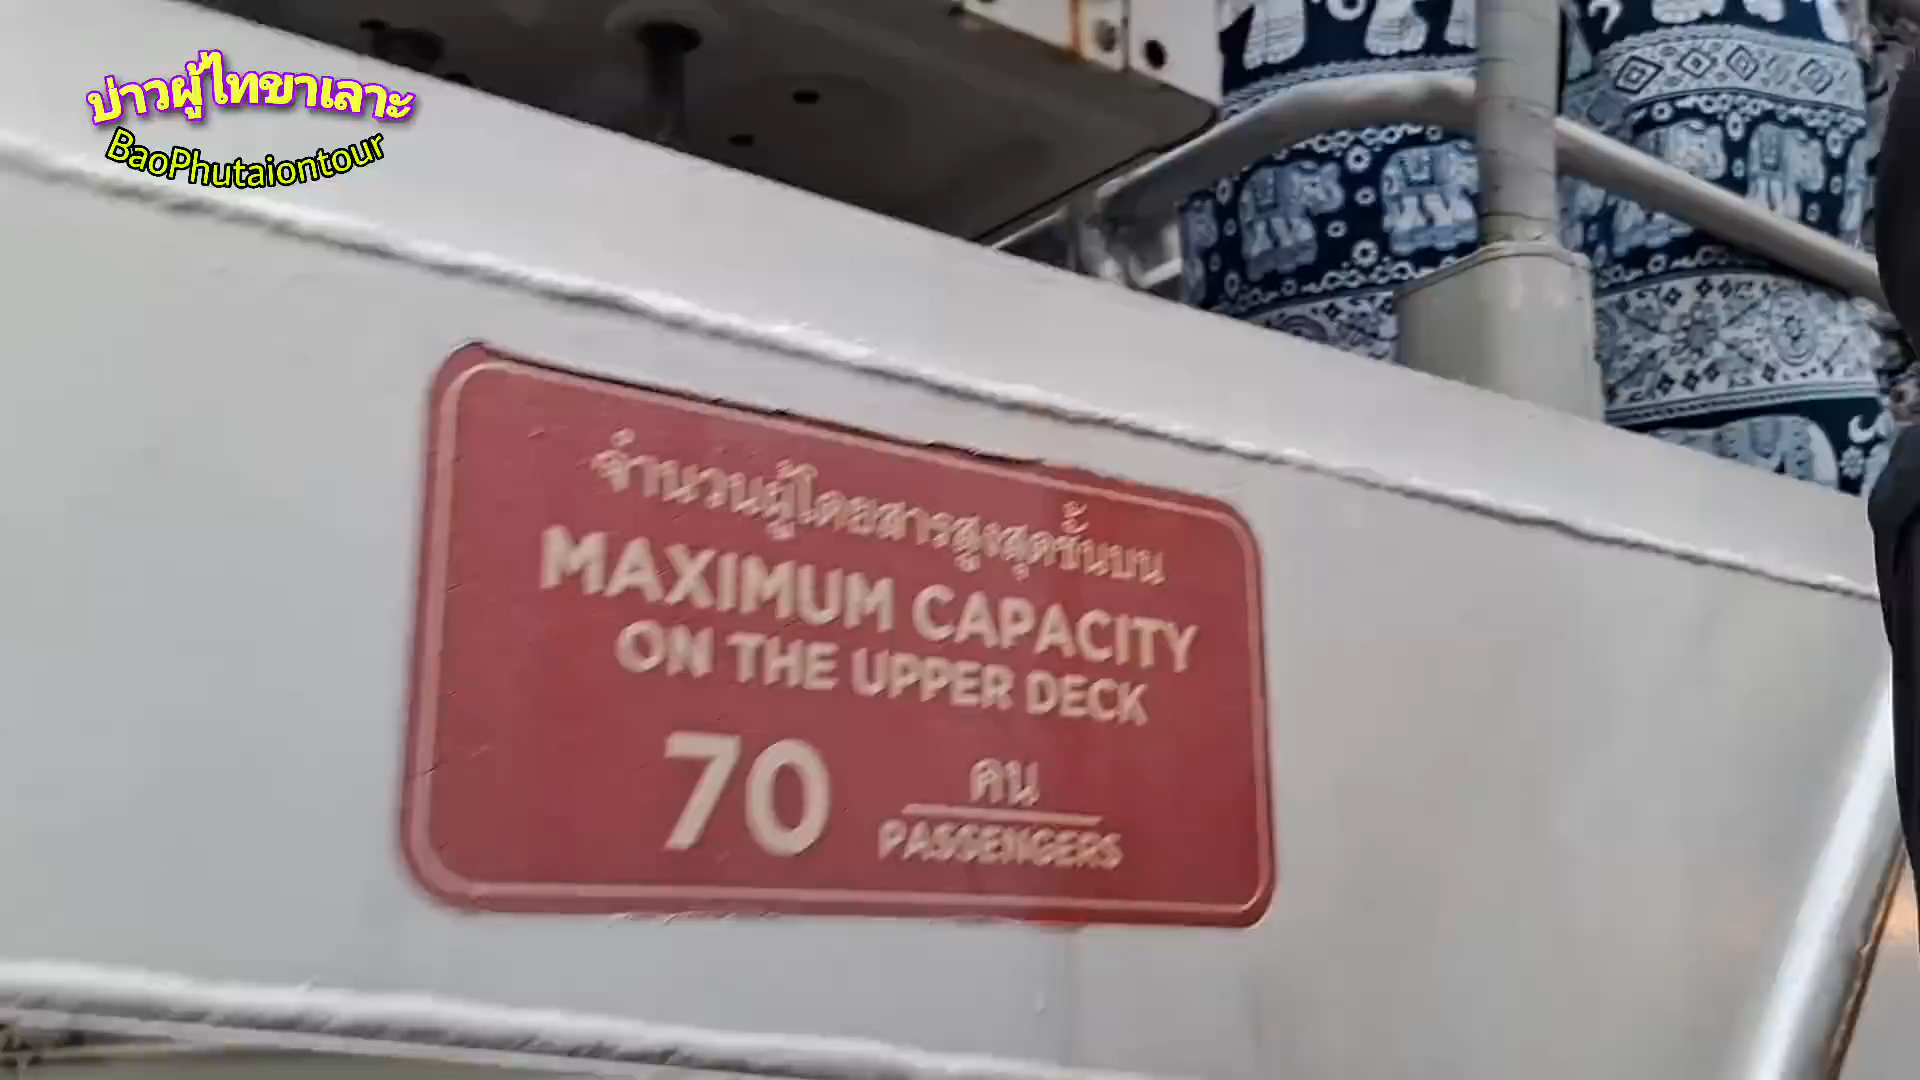 บ่าวผู้ไทขาเลาะ
BaoPhutaiontour
จำนวนผู้โดยสารสูงสุดชั้นบน
MAXIMUM CAPACITY
ON THE UPPER DECK
70 คน
PASSENGERS